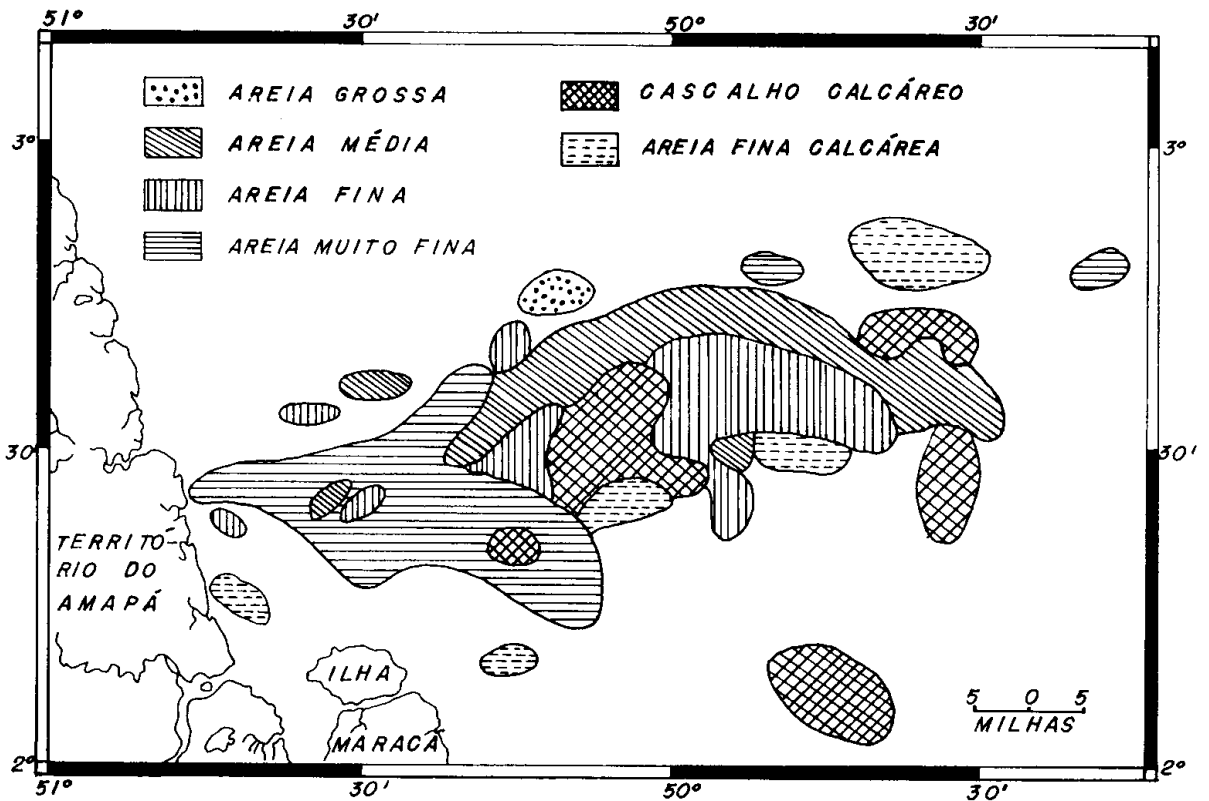 51°
30'
50°
30'
AREIA GROSSA
CASCALHO CALCÁREO
3°
AREIA MÉDIA
AREIA FINA CALCÁREA
3°
AREIA FINA
AREIA MUITO FINA
30'
30'
TERRITÓ-
RIO DO
AMAPÁ
ILHA
MARACÁ
5 0 5
MILHAS
2°
2°
51°
30'
50°
30'